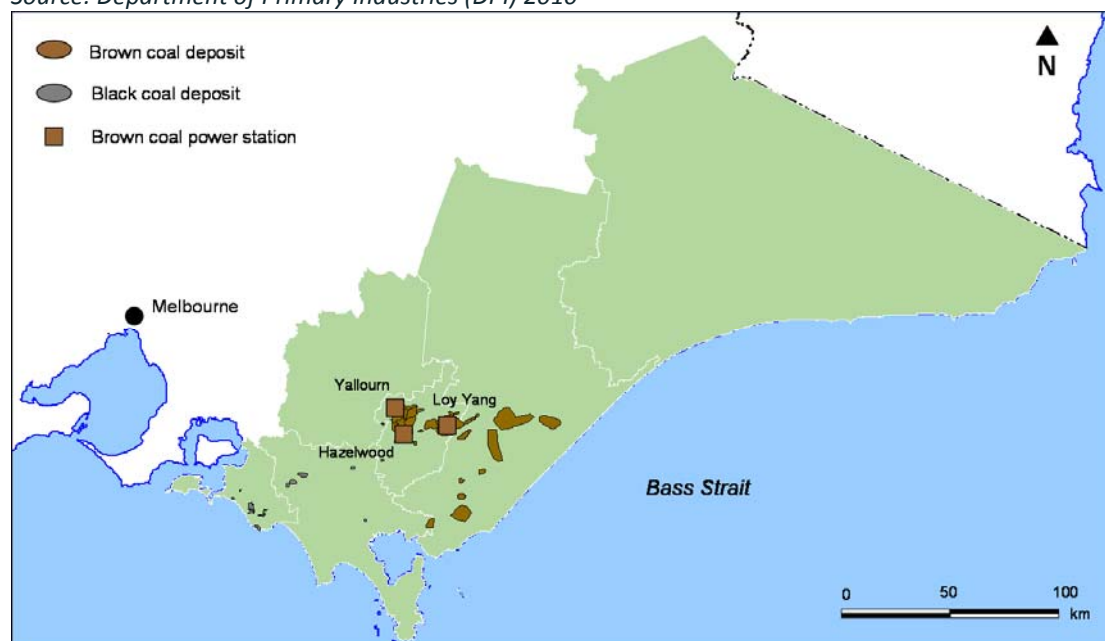 Source: Department of Primary Industries (DPI) 2010
Brown coal deposit
Black coal deposit
Brown coal power station
N
Melbourne
Yallourn
Loy Yang
Hazelwood
Bass Strait
0 50 100
km